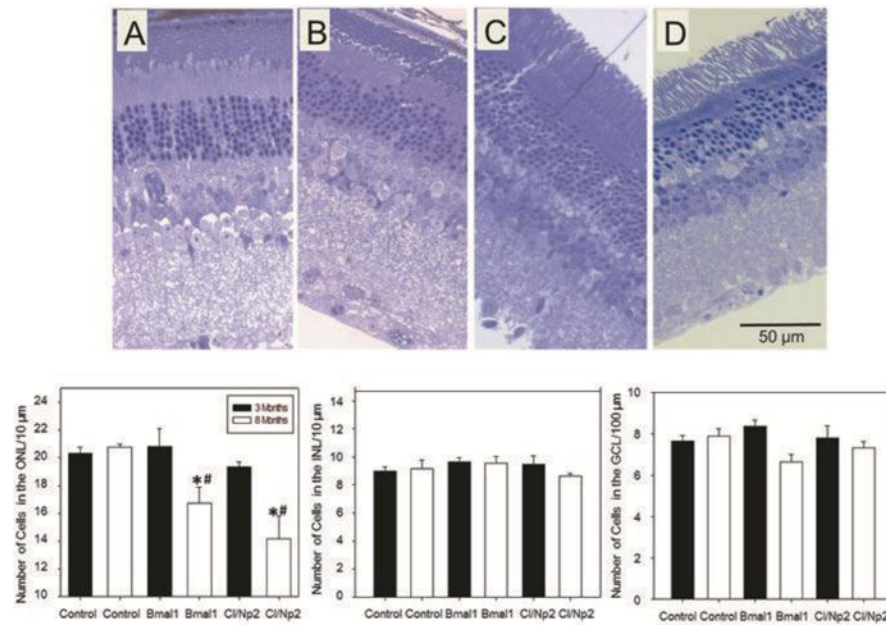 A
B
C
D
50 μm
Number of Cells in the ONL/10 μm
24
22
20
18
16
14
12
10
3 Months
8 Months
*#
*#
Control Control Bmal1 Bmal1 Cl/Np2 Cl/Np2
Number of Cells in the INL/10 μm
14
12
10
8
6
4
2
0
Control Control Bmal1 Bmal1 Cl/Np2 Cl/Np2
Number of Cells in the GCL/100 μm
10
8
6
4
2
0
Control Control Bmal1 Bmal1 Cl/Np2 Cl/Np2